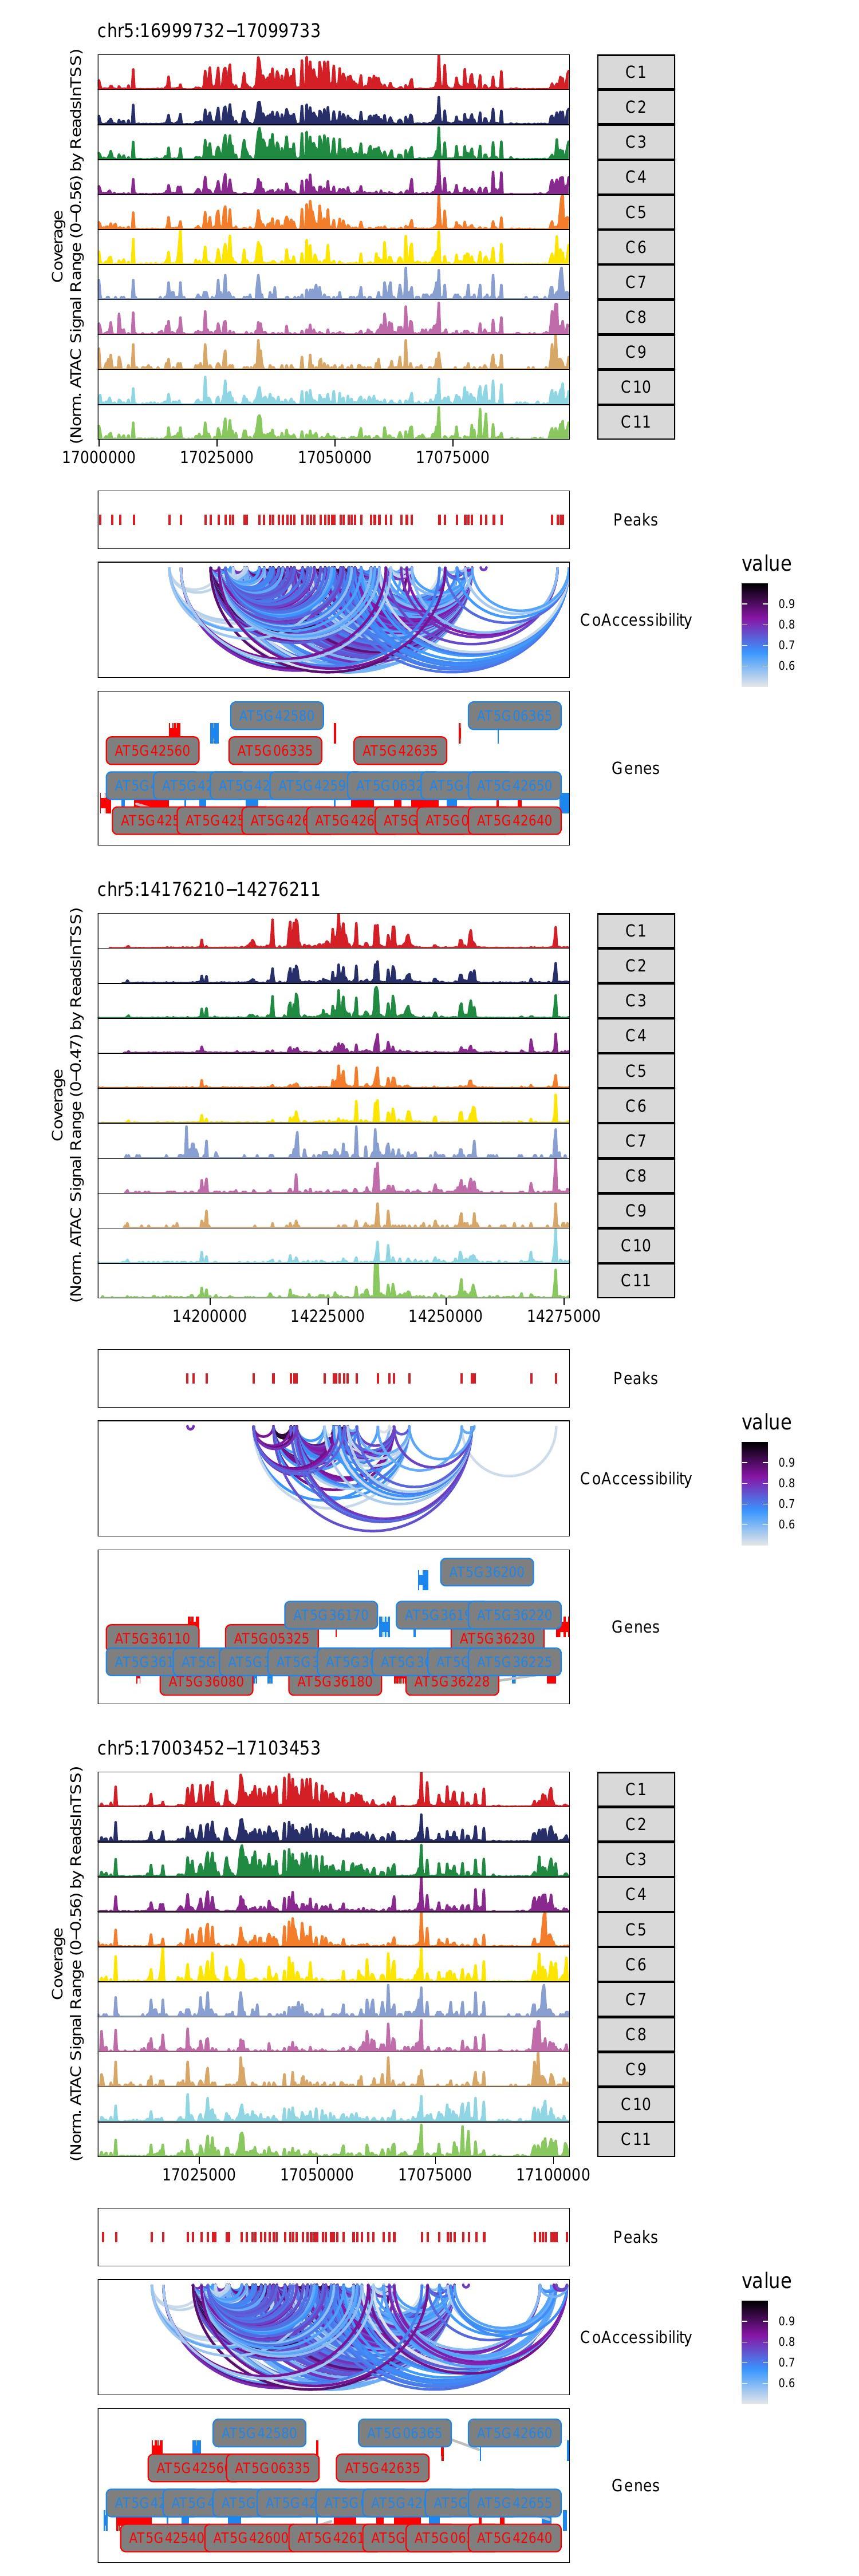 chr5:16999732−17099733
Coverage
(Norm. ATAC Signal Range (0−0.56) by ReadsInTSS)
C1
C2
C3
C4
C5
C6
C7
C8
C9
C10
C11
17000000 17025000 17050000 17075000
Peaks
CoAccessibility
value
0.9
0.8
0.7
0.6
AT5G42580 AT5G06365
AT5G42560 AT5G06335 AT5G42635
Genes
AT5G42650
AT5G42640
chr5:14176210−14276211
Coverage
(Norm. ATAC Signal Range (0−0.47) by ReadsInTSS)
C1
C2
C3
C4
C5
C6
C7
C8
C9
C10
C11
14200000 14225000 14250000 14275000
Peaks
CoAccessibility
value
0.9
0.8
0.7
0.6
AT5G36200
AT5G36170 AT5G36220
AT5G36110 AT5G05325 AT5G36230
Genes
AT5G36225
AT5G36080 AT5G36180 AT5G36228
chr5:17003452−17103453
Coverage
(Norm. ATAC Signal Range (0−0.56) by ReadsInTSS)
C1
C2
C3
C4
C5
C6
C7
C8
C9
C10
C11
17025000 17050000 17075000 17100000
Peaks
CoAccessibility
value
0.9
0.8
0.7
0.6
AT5G42580 AT5G06365 AT5G42660
AT5G06335 AT5G42635
Genes
AT5G42655
AT5G42540 AT5G42600 AT5G42640